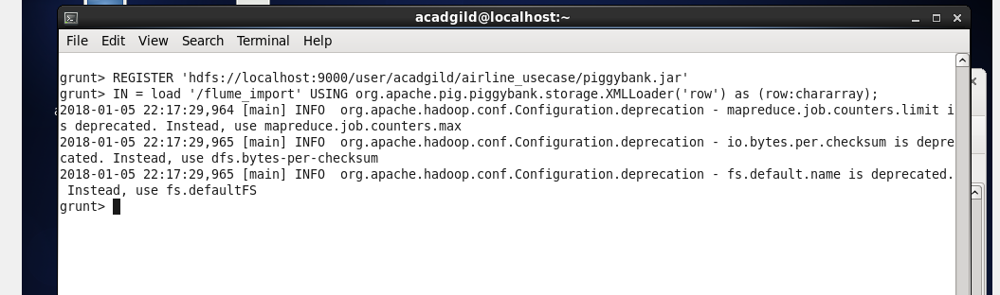 acadgild@localhost:~
File Edit View Search Terminal Help
grunt> REGISTER 'hdfs://localhost:9000/user/acadgild/airline_usecase/piggybank.jar'
grunt> IN = load '/flume_import' USING org.apache.pig.piggybank.storage.XMLLoader('row') as (row:chararray);
2018-01-05 22:17:29,964 [main] INFO  org.apache.hadoop.conf.Configuration.deprecation - mapreduce.job.counters.limit i
s deprecated. Instead, use mapreduce.job.counters.max
2018-01-05 22:17:29,965 [main] INFO  org.apache.hadoop.conf.Configuration.deprecation - io.bytes.per.checksum is depre
cated. Instead, use dfs.bytes-per-checksum
2018-01-05 22:17:29,965 [main] INFO  org.apache.hadoop.conf.Configuration.deprecation - fs.default.name is deprecated.
 Instead, use fs.defaultFS
grunt>